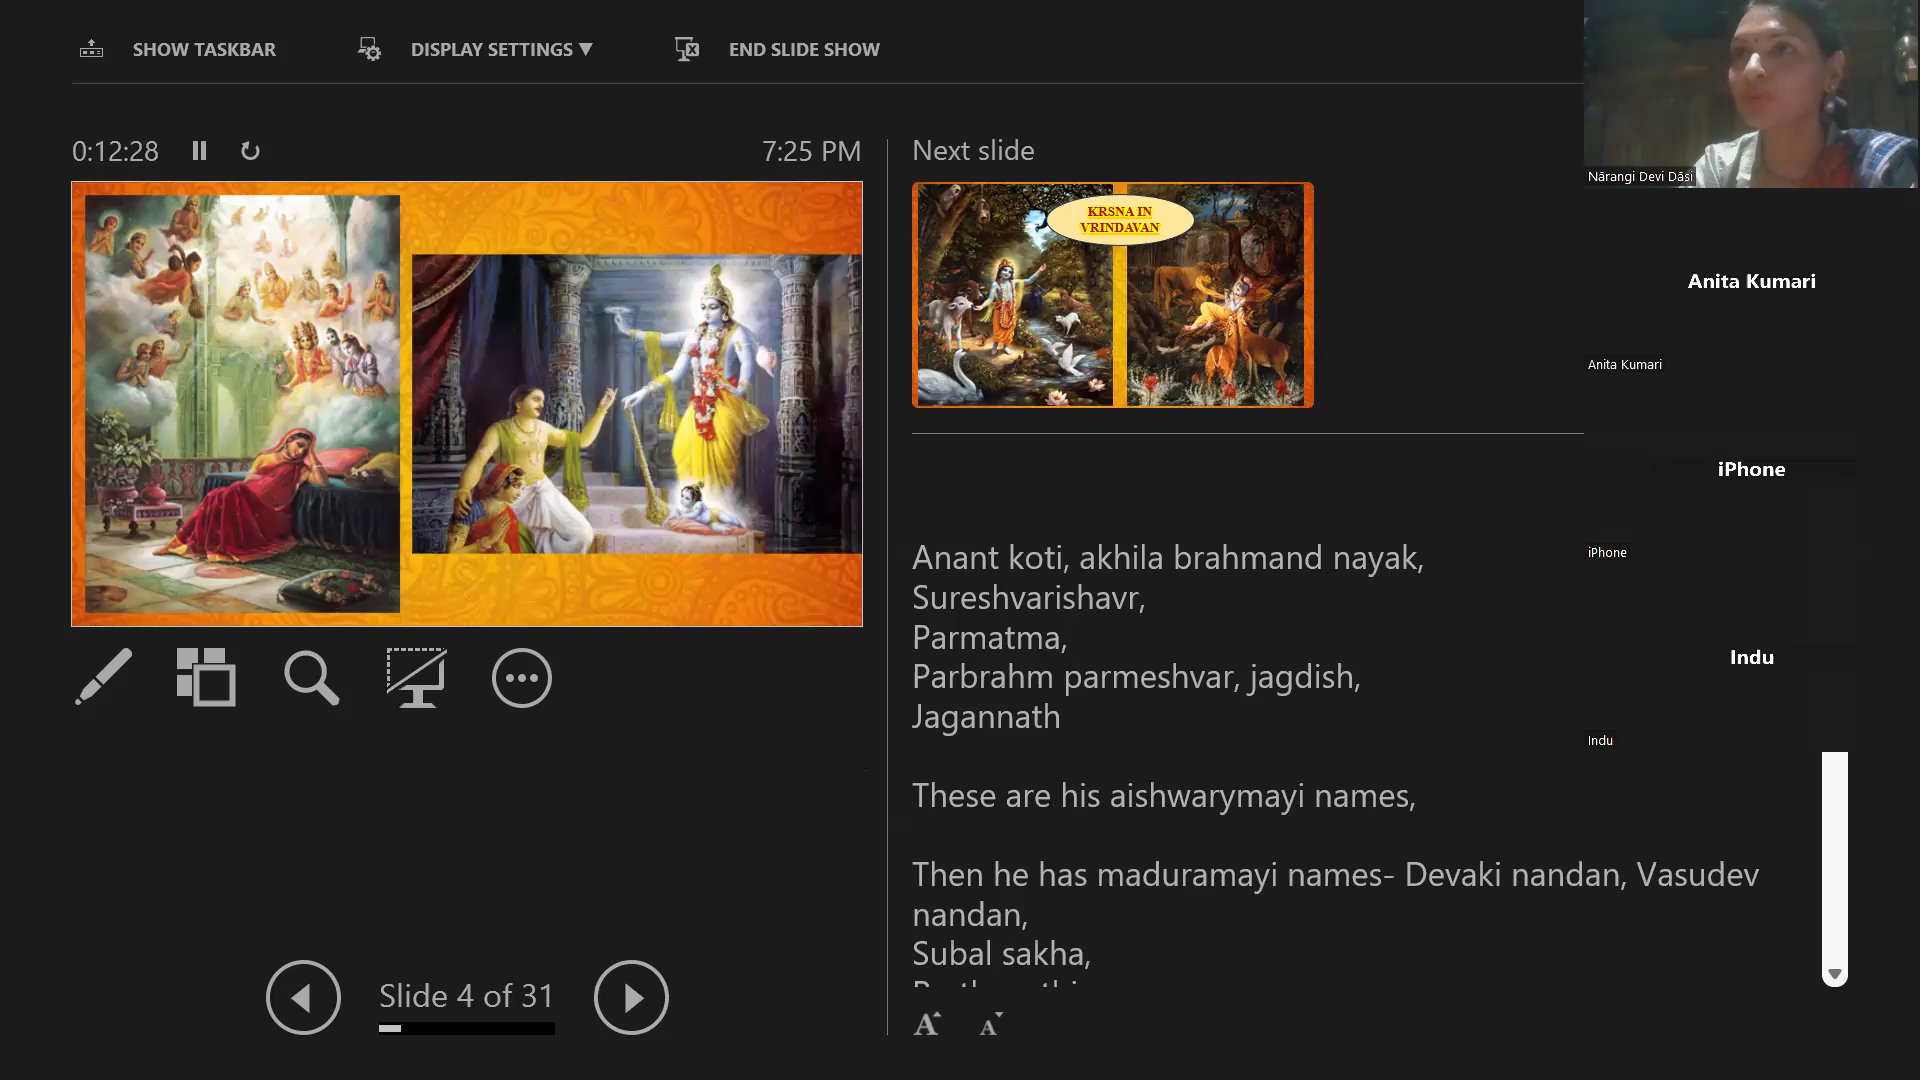 SHOW TASKBAR
DISPLAY SETTINGS ▼
END SLIDE SHOW
0:12:28
7:25 PM
Next slide
KRSNA IN
VRINDAVAN
Anant koti, akhila brahmand nayak,
Sureshvarishavr,
Parmatma,
Parbrahm parmeshvar, jagdish,
Jagannath
These are his aishwarymayi names,
Then he has maduramayi names- Devaki nandan, Vasudev
nandan,
Subal sakha,
Slide 4 of 31
A A
Nārangi Devi Dāsi
Anita Kumari
Anita Kumari
iPhone
iPhone
Indu
Indu